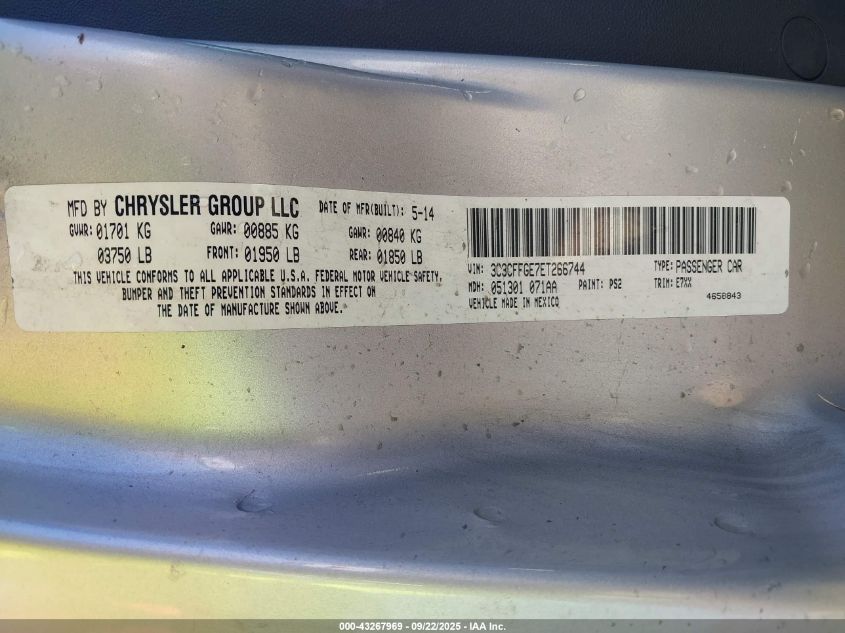 MFD BY CHRYSLER GROUP LLC DATE OF MFR(BUILT): 5-14
GVWR: 01701 KG GAWR: 00885 KG GAWR: 00840 KG
03750 LB FRONT: 01950 LB REAR: 01850 LB
THIS VEHICLE CONFORMS TO ALL APPLICABLE U.S.A. FEDERAL MOTOR VEHICLE SAFETY,
BUMPER AND THEFT PREVENTION STANDARDS IN EFFECT ON
THE DATE OF MANUFACTURE SHOWN ABOVE.
VIN: 3C3CFFGE7ET266744 TYPE: PASSENGER CAR
MDH: 051301 071AA PAINT: PS2 TRIM: E7XX
VEHICLE MADE IN MEXICO 4658843
000-43267969 - 09/22/2025 - IAA Inc.